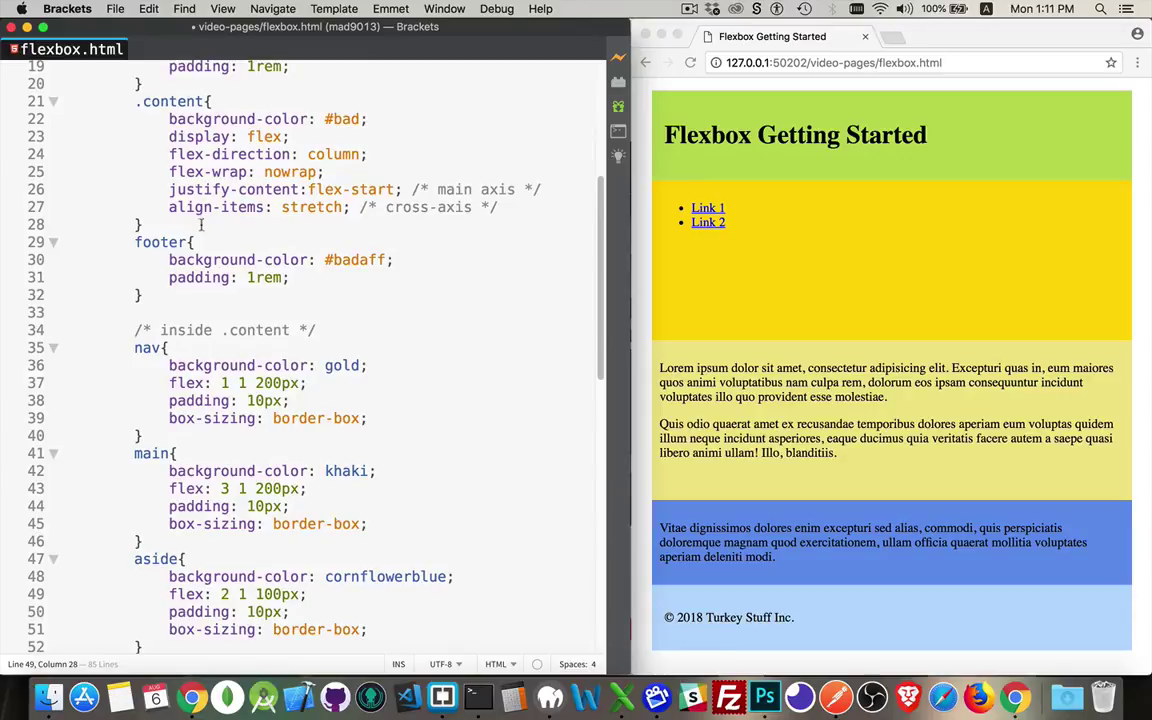 Brackets File Edit Find View Navigate Templates Emmet Window Debug Help 100% A Mon 1:11 PM
• video-pages/flexbox.html (mad9013) — Brackets
flexbox.html
19 padding: 1rem;
20 }
21 .content{
22 background-color: #bad;
23 display: flex;
24 flex-direction: column;
25 flex-wrap: nowrap;
26 justify-content:flex-start; /* main axis */
27 align-items: stretch; /* cross-axis */
28 }
29 footer{
30 background-color: #badaff;
31 padding: 1rem;
32 }
33
34 /* inside .content */
35 nav{
36 background-color: gold;
37 flex: 1 1 200px;
38 padding: 10px;
39 box-sizing: border-box;
40 }
41 main{
42 background-color: khaki;
43 flex: 3 1 200px;
44 padding: 10px;
45 box-sizing: border-box;
46 }
47 aside{
48 background-color: cornflowerblue;
49 flex: 2 1 100px;
50 padding: 10px;
51 box-sizing: border-box;
52 }
Line 49, Column 28 — 85 Lines INS UTF-8 HTML Spaces: 4
Flexbox Getting Started
127.0.0.1:50202/video-pages/flexbox.html
Flexbox Getting Started
Link 1
Link 2
Lorem ipsum dolor sit amet, consectetur adipisicing elit. Excepturi quas in, eum maiores
quos animi voluptatibus nam culpa rem, dolorum eos ipsam consequuntur incidunt
voluptates illo quo provident esse molestiae.
Quis odio quaerat amet ex recusandae temporibus dolores aperiam eum voluptas quidem
illum neque incidunt asperiores, eaque ducimus quia veritatis facere autem a saepe quasi
libero animi ullam! Illo, blanditiis.
Vitae dignissimos dolores enim excepturi sed alias, commodi, quis perspiciatis
doloremque magnam quod exercitationem, ullam officia quaerat mollitia voluptates
aperiam deleniti modi.
© 2018 Turkey Stuff Inc.
AUG
6
Fz
Ps